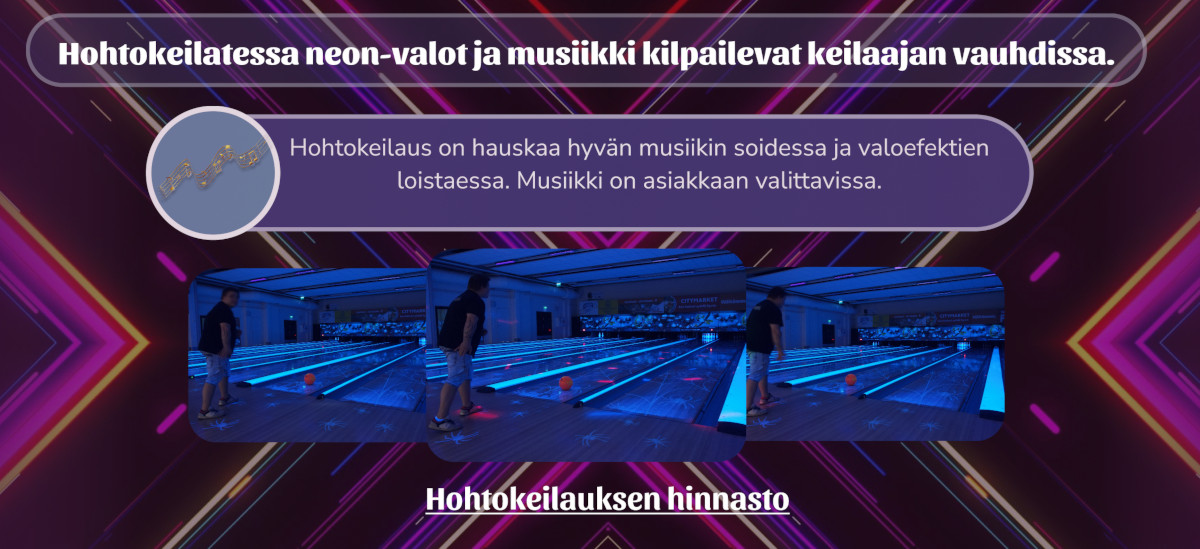 Hohtokeilatessa neon-valot ja musiikki kilpailevat keilaajan vauhdissa.
Hohtokeilaus on hauskaa hyvän musiikin soidessa ja valoefektien
loistaessa. Musiikki on asiakkaan valittavissa.
CITYMARKET
Hohtokeilauksen hinnasto